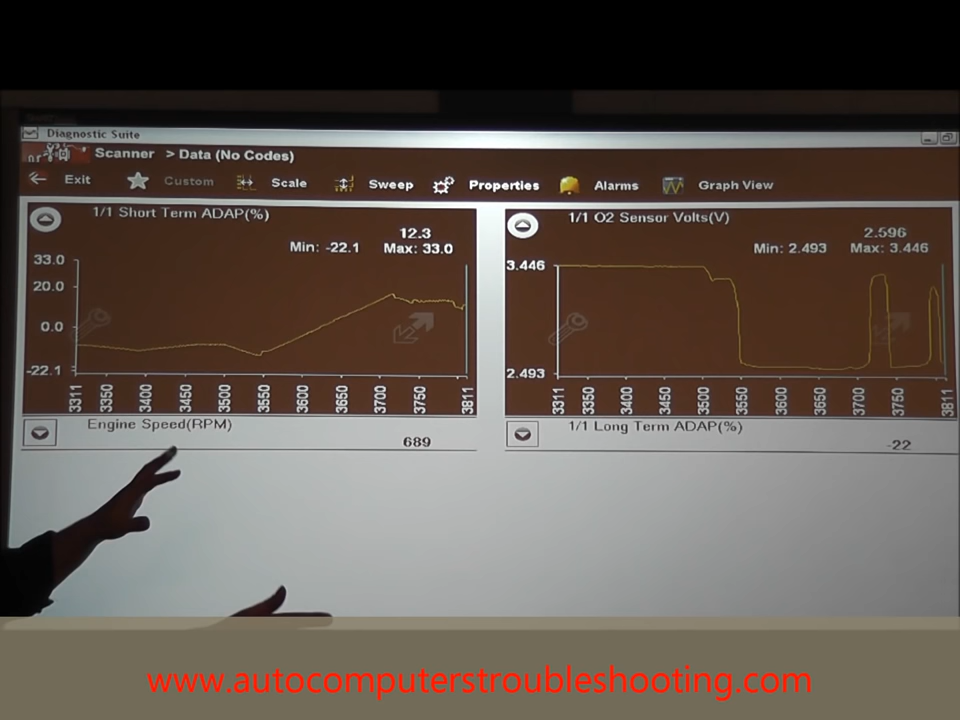 Diagnostic Suite
Scanner > Data (No Codes)
Exit Custom Scale Sweep Properties Alarms Graph View
1/1 Short Term ADAP(%)
12.3
Min: -22.1 Max: 33.0
33.0
20.0
0.0
-22.1
3311 3350 3400 3450 3500 3550 3600 3650 3700 3750 3811
Engine Speed(RPM)
689
1/1 O2 Sensor Volts(V)
2.596
Min: 2.493 Max: 3.446
3.446
2.493
3311 3350 3400 3450 3500 3550 3600 3650 3700 3750 3811
1/1 Long Term ADAP(%)
-22
www.autocomputerstroubleshooting.com